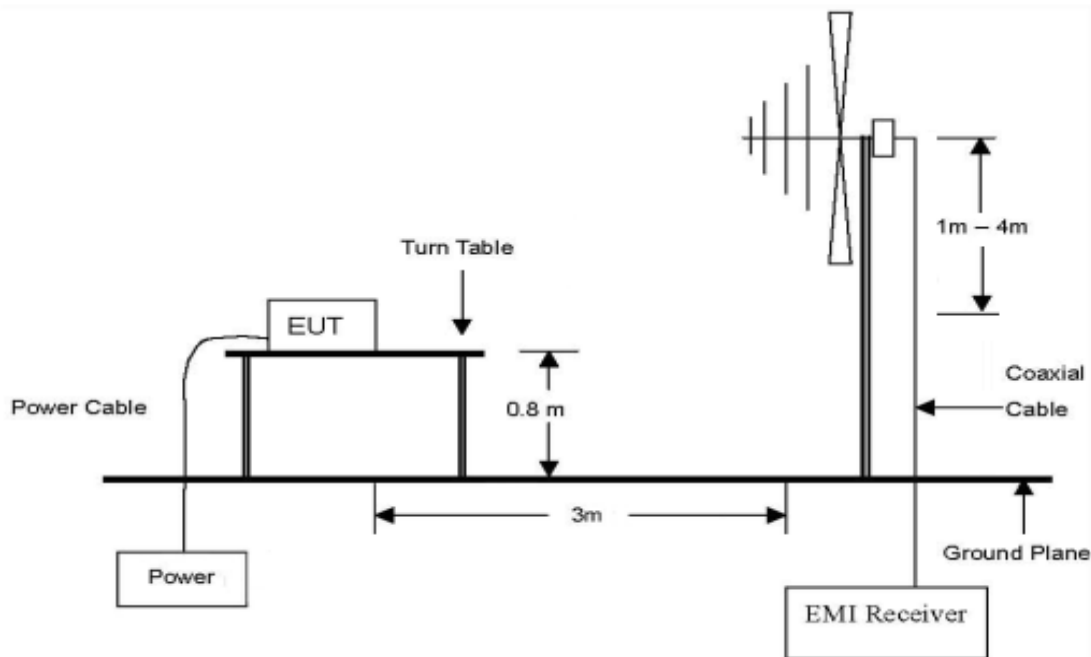 1m – 4m
Turn Table
EUT
Coaxial
Cable
Power Cable
0.8 m
3m
Ground Plane
Power
EMI Receiver